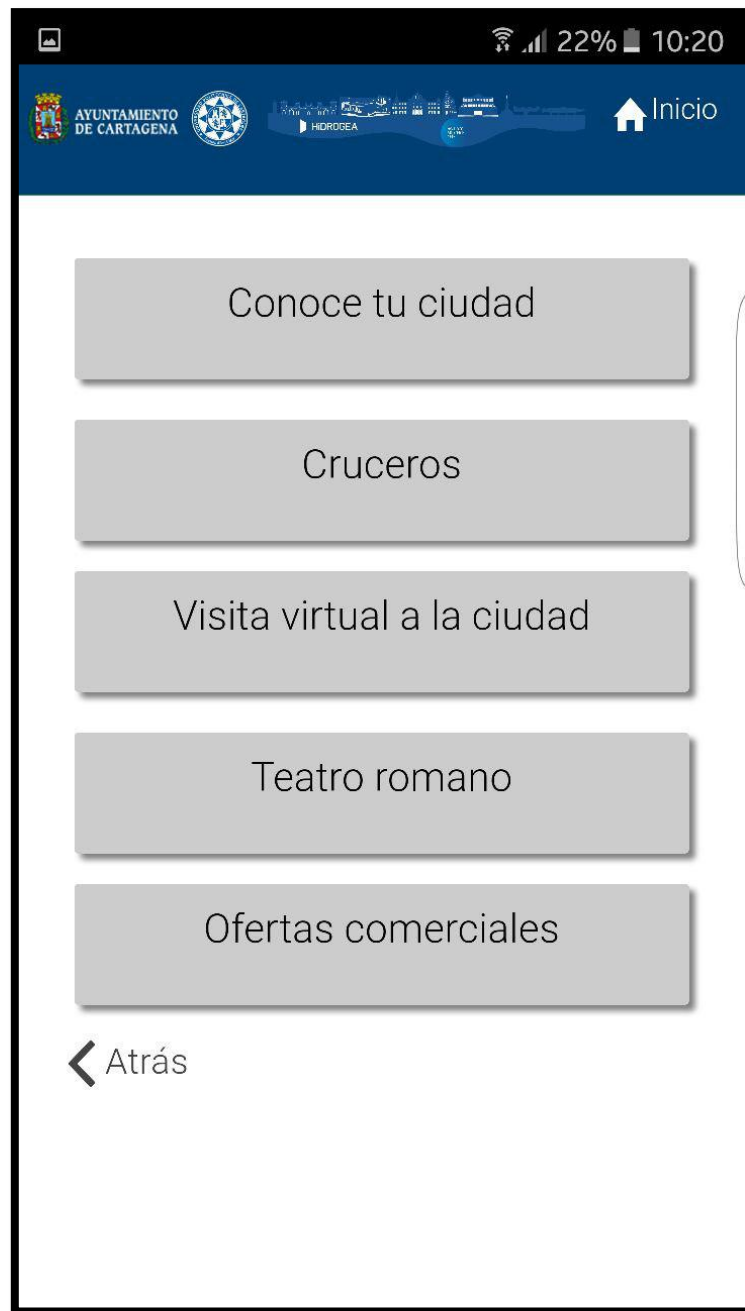 22% 10:20
AYUNTAMIENTO
DE CARTAGENA
HIDROGEA
Inicio
Conoce tu ciudad
Cruceros
Visita virtual a la ciudad
Teatro romano
Ofertas comerciales
Atrás